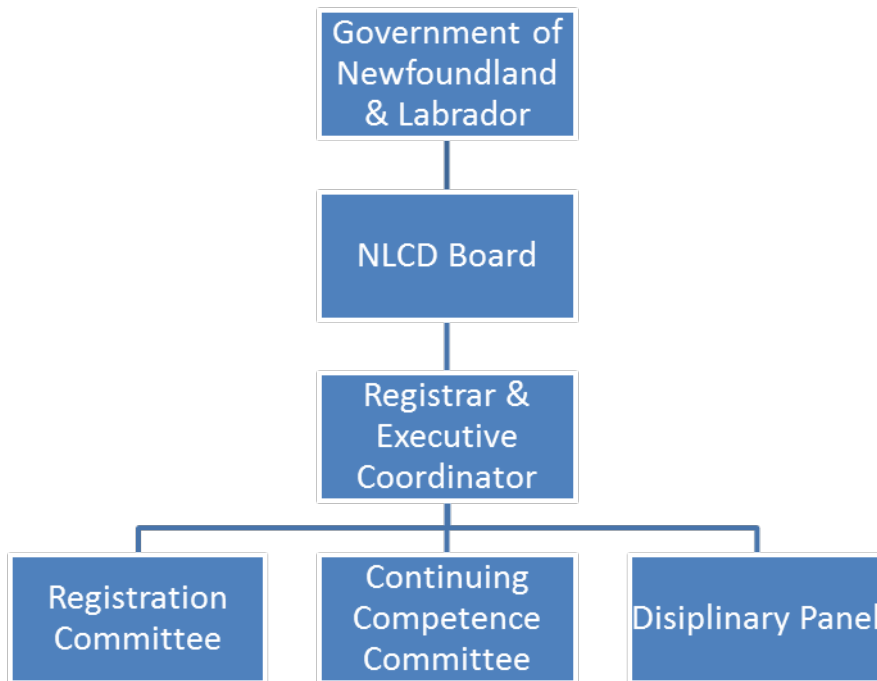 Government of
Newfoundland
& Labrador
NLCD Board
Registrar &
Executive
Coordinator
Registration
Committee
Continuing
Competence
Committee
Disiplinary Panel